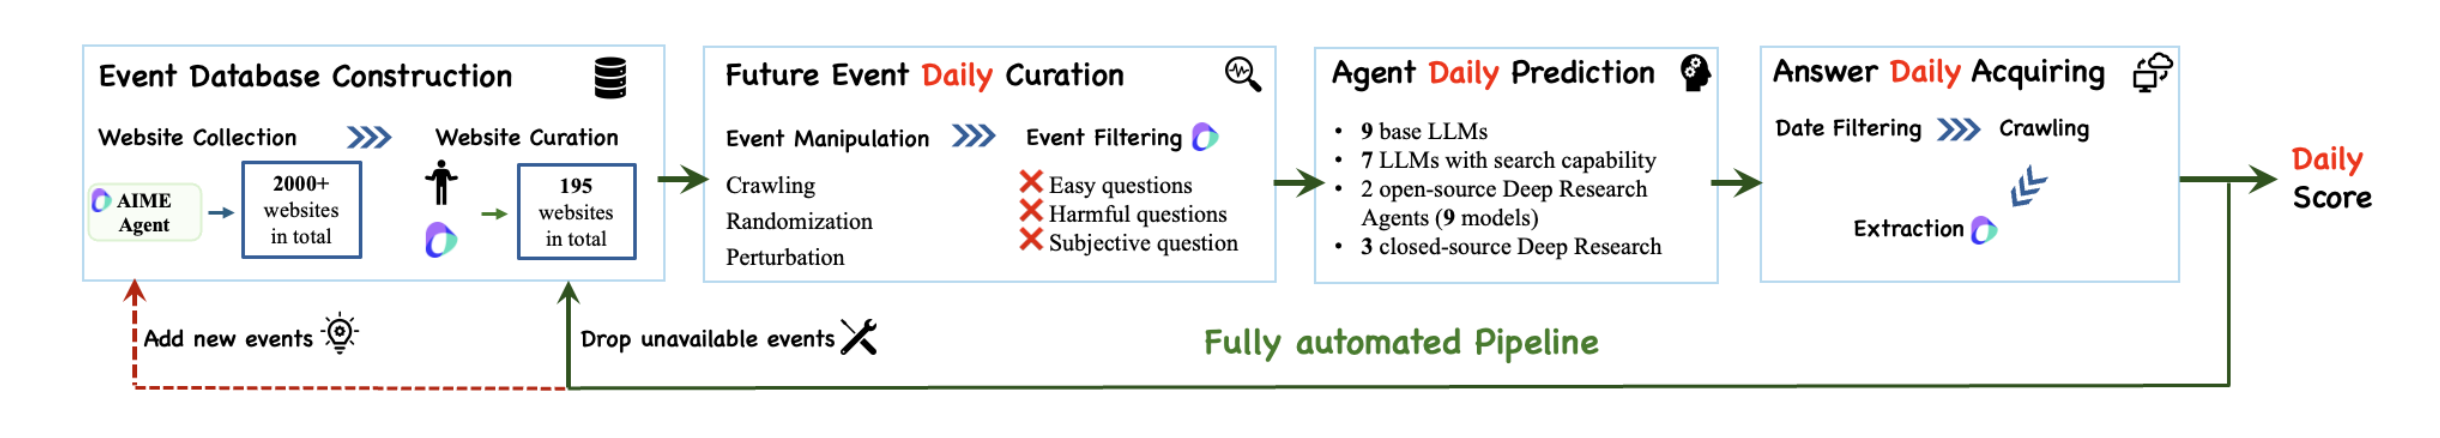 Event Database Construction
Website Collection
Website Curation
AIME
Agent
2000+
websites
in total
195
websites
in total
Future Event Daily Curation
Event Manipulation
Event Filtering
Crawling
Randomization
Perturbation
Easy questions
Harmful questions
Subjective question
Agent Daily Prediction
• 9 base LLMs
• 7 LLMs with search capability
• 2 open-source Deep Research
Agents (9 models)
• 3 closed-source Deep Research
Answer Daily Acquiring
Date Filtering
Crawling
Extraction
Daily
Score
Add new events
Drop unavailable events
Fully automated Pipeline